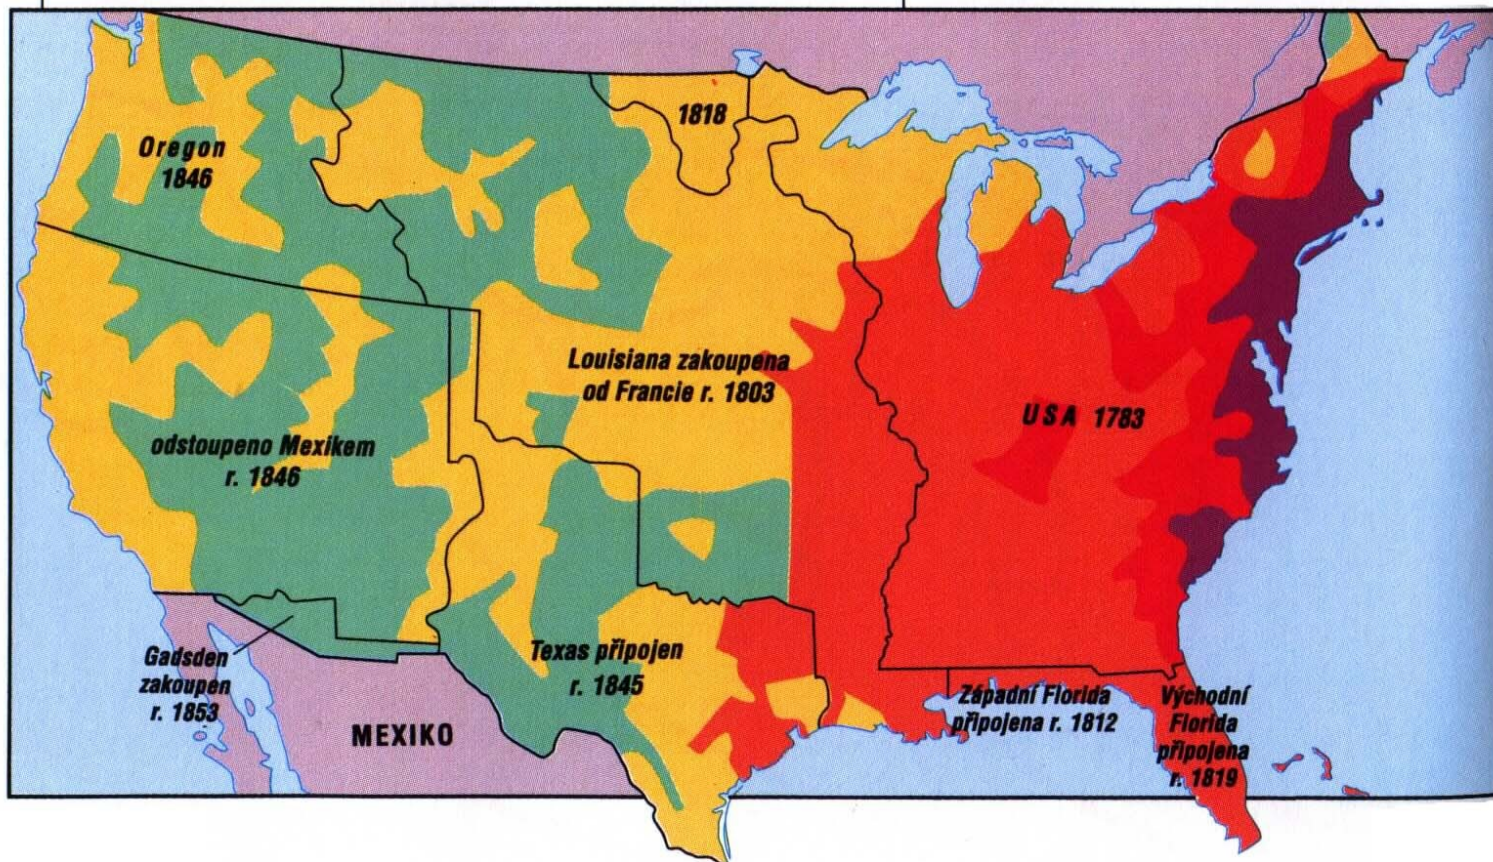 Oregon
1846
1818
Louisiana zakoupena
od Francie r. 1803
USA 1783
odstoupeno Mexikem
r. 1846
Gadsden
zakoupen
r. 1853
MEXIKO
Texas připojen
r. 1845
Západní Florida
připojena r. 1812
Východní
Florida
připojena
r. 1819